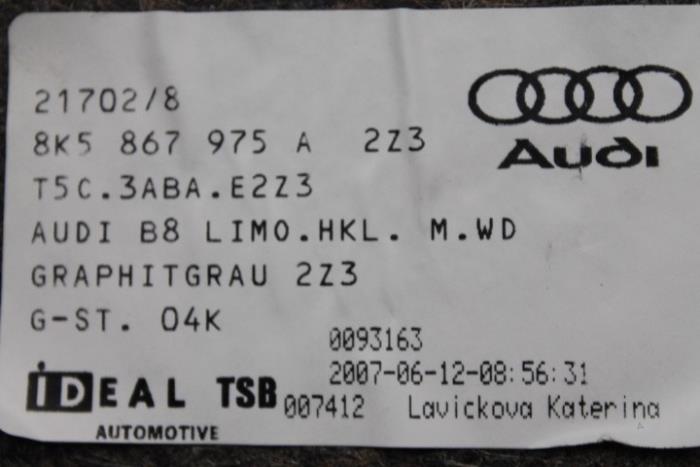 21702/8
Audi
8K5 867 975 A 2Z3
T5C.3ABA.E2Z3
AUDI B8 LIMO.HKL. M.WD
GRAPHITGRAU 2Z3
G-ST. 04K
0093163
2007-06-12-08:56:31
iDEAL TSB
007412 Lavickova Katerina
AUTOMOTIVE